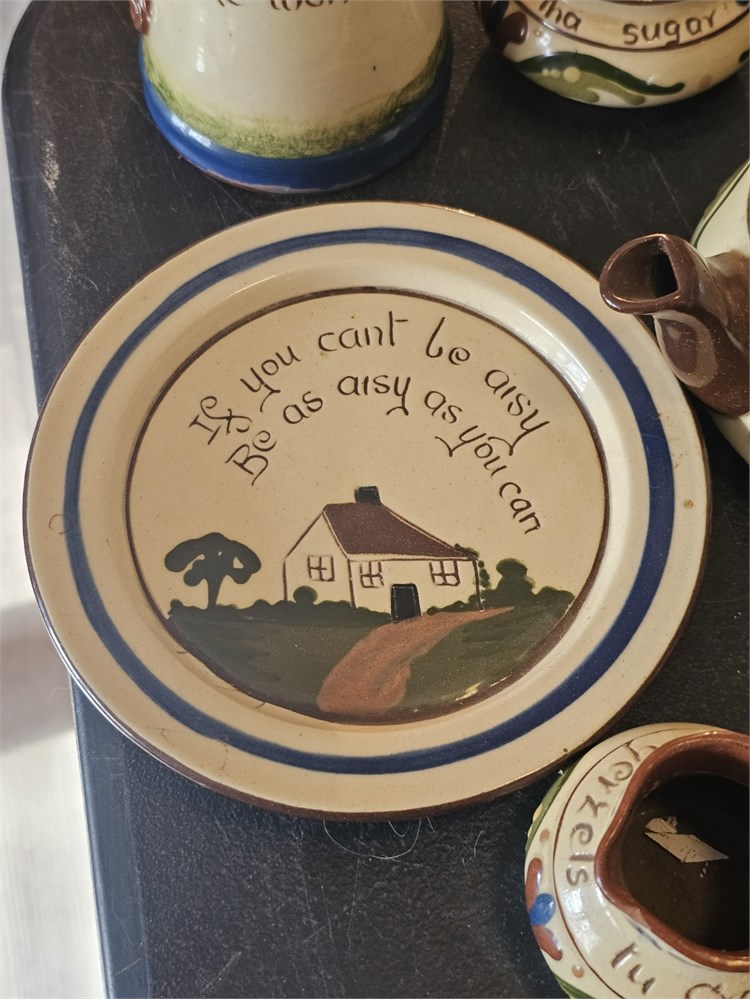 sugar
If you cant be aisy
Be as aisy as you can